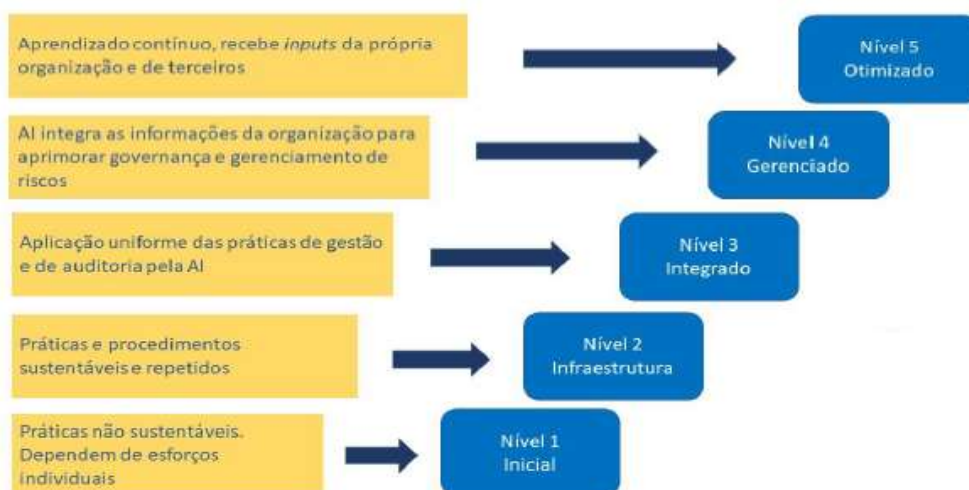 Aprendizado contínuo, recebe inputs da própria
organização e de terceiros
Nível 5
Otimizado
AI integra as informações da organização para
aprimorar governança e gerenciamento de
riscos
Nível 4
Gerenciado
Aplicação uniforme das práticas de gestão
e de auditoria pela AI
Nível 3
Integrado
Práticas e procedimentos
sustentáveis e repetidos
Nível 2
Infraestrutura
Práticas não sustentáveis.
Dependem de esforços
individuais
Nível 1
Inicial